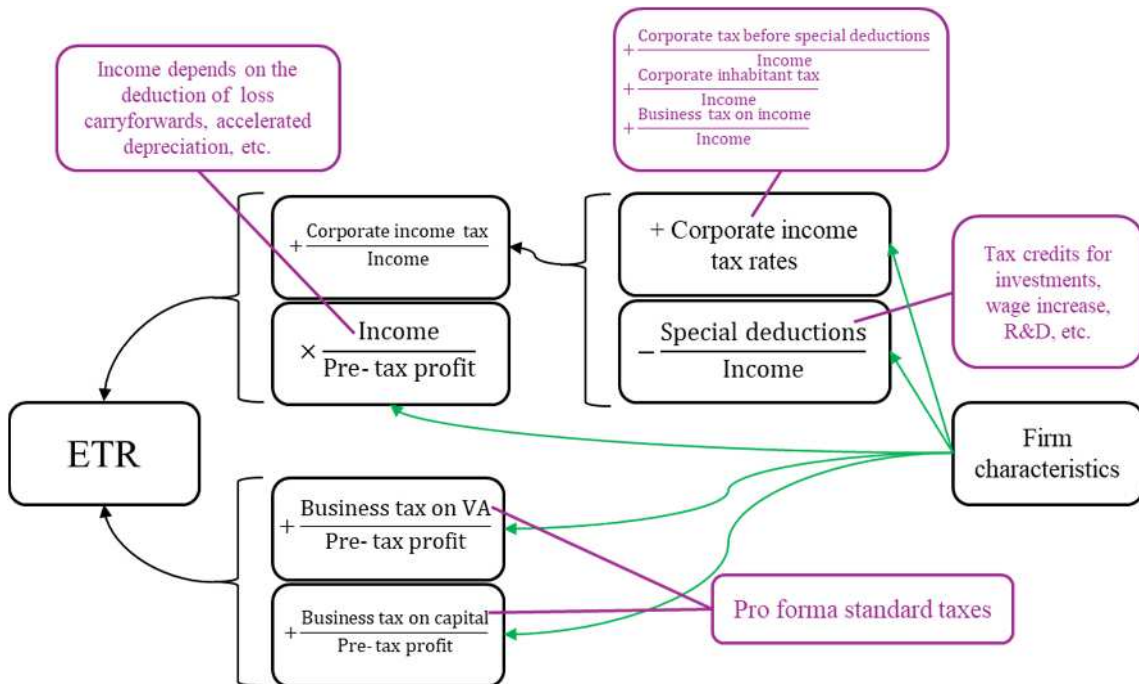 + Corporate tax before special deductions
Income
+ Corporate inhabitant tax
Income
+ Business tax on income
Income
Income depends on the
deduction of loss
carryforwards, accelerated
depreciation, etc.
+ Corporate income tax
Income
+ Corporate income
tax rates
Tax credits for
investments,
wage increase,
R&D, etc.
× Income
Pre- tax profit
− Special deductions
Income
ETR
Firm
characteristics
+ Business tax on VA
Pre- tax profit
+ Business tax on capital
Pre- tax profit
Pro forma standard taxes